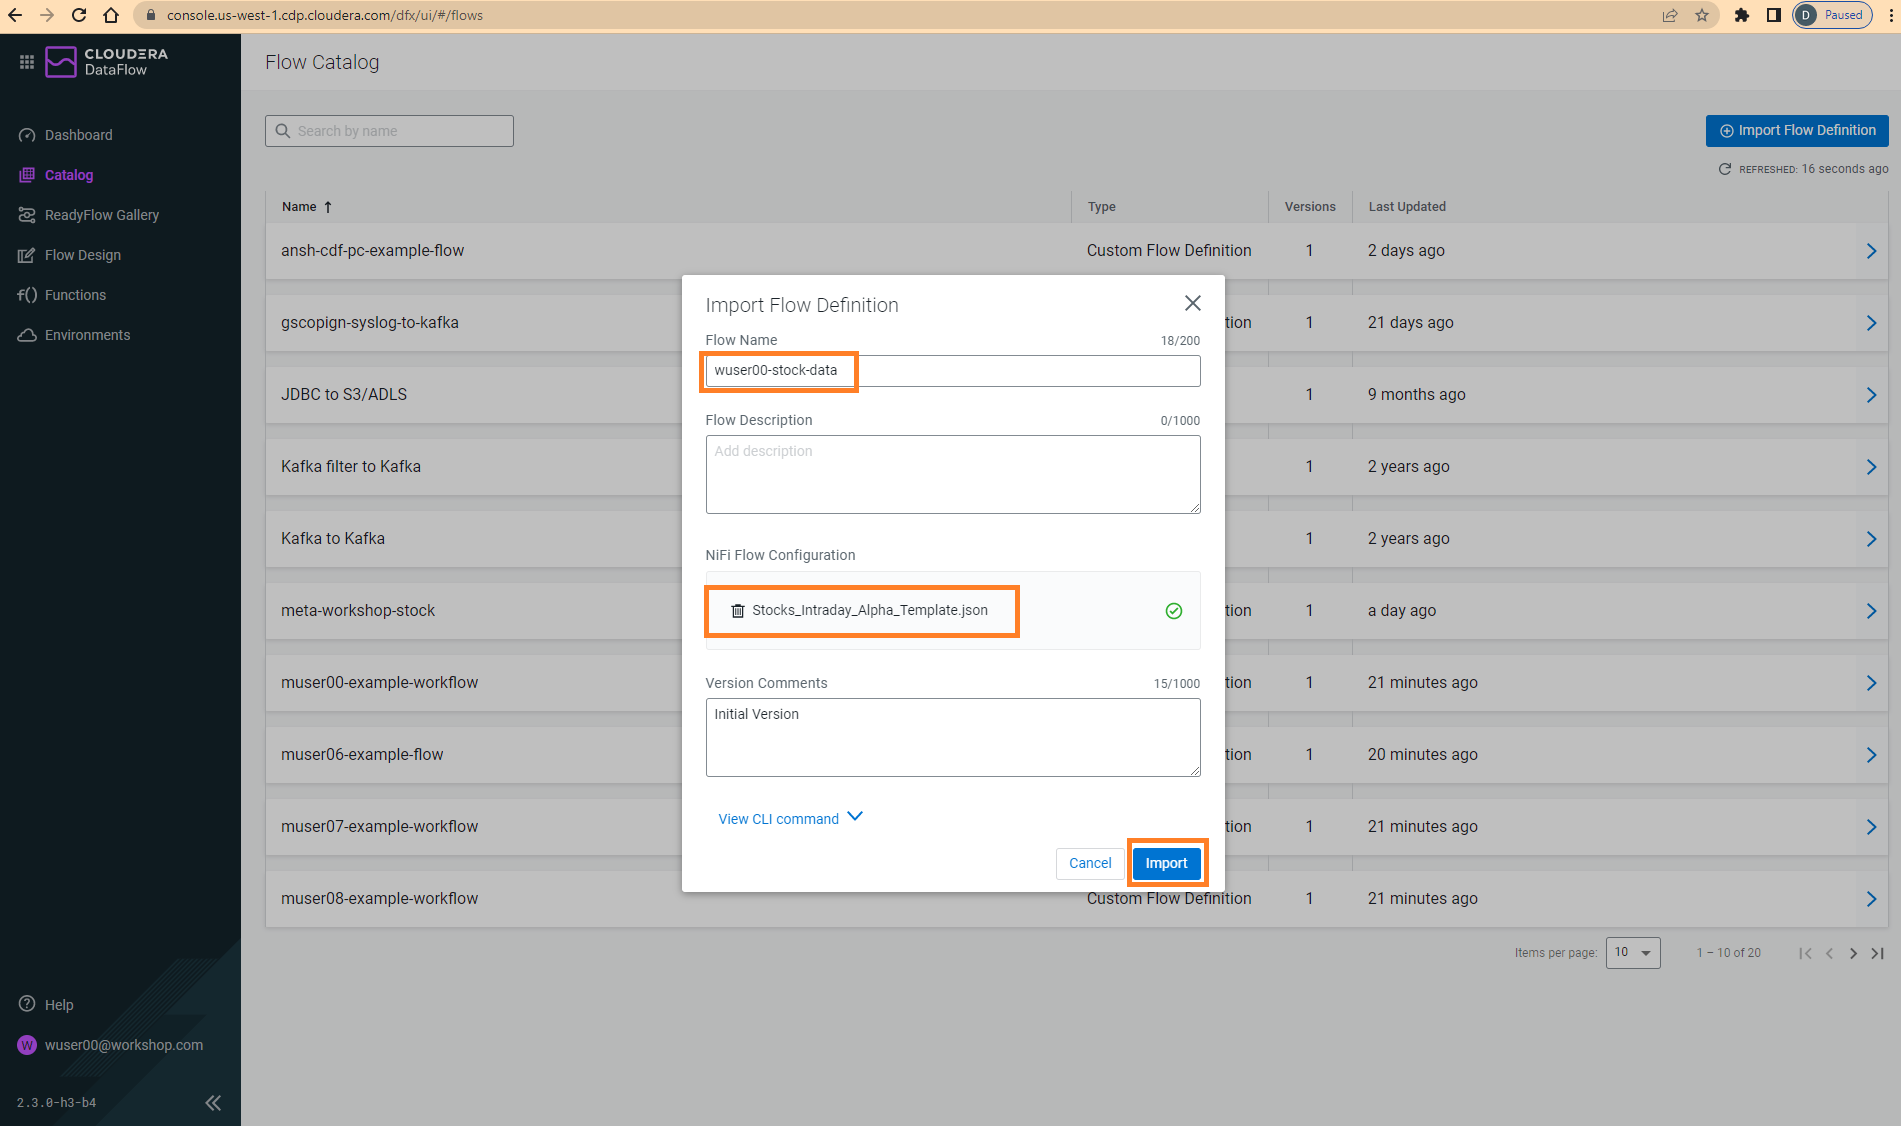 console.us-west-1.cdp.cloudera.com/dfx/ui/#/flows
D Paused
CLOUDERA
DataFlow
Dashboard
Catalog
ReadyFlow Gallery
Flow Design
f() Functions
Environments
Help
W wuser00@workshop.com
2.3.0-h3-b4
Flow Catalog
Search by name
Import Flow Definition
REFRESHED: 16 seconds ago
Name Type Versions Last Updated
ansh-cdf-pc-example-flow Custom Flow Definition 1 2 days ago
gscopign-syslog-to-kafka tion 1 21 days ago
JDBC to S3/ADLS 1 9 months ago
Kafka filter to Kafka 1 2 years ago
Kafka to Kafka 1 2 years ago
meta-workshop-stock tion 1 a day ago
muser00-example-workflow tion 1 21 minutes ago
muser06-example-flow tion 1 20 minutes ago
muser07-example-workflow tion 1 21 minutes ago
muser08-example-workflow Custom Flow Definition 1 21 minutes ago
Items per page: 10 1 – 10 of 20
Import Flow Definition
Flow Name 18/200
wuser00-stock-data
Flow Description 0/1000
Add description
NiFi Flow Configuration
Stocks_Intraday_Alpha_Template.json
Version Comments 15/1000
Initial Version
View CLI command
Cancel Import